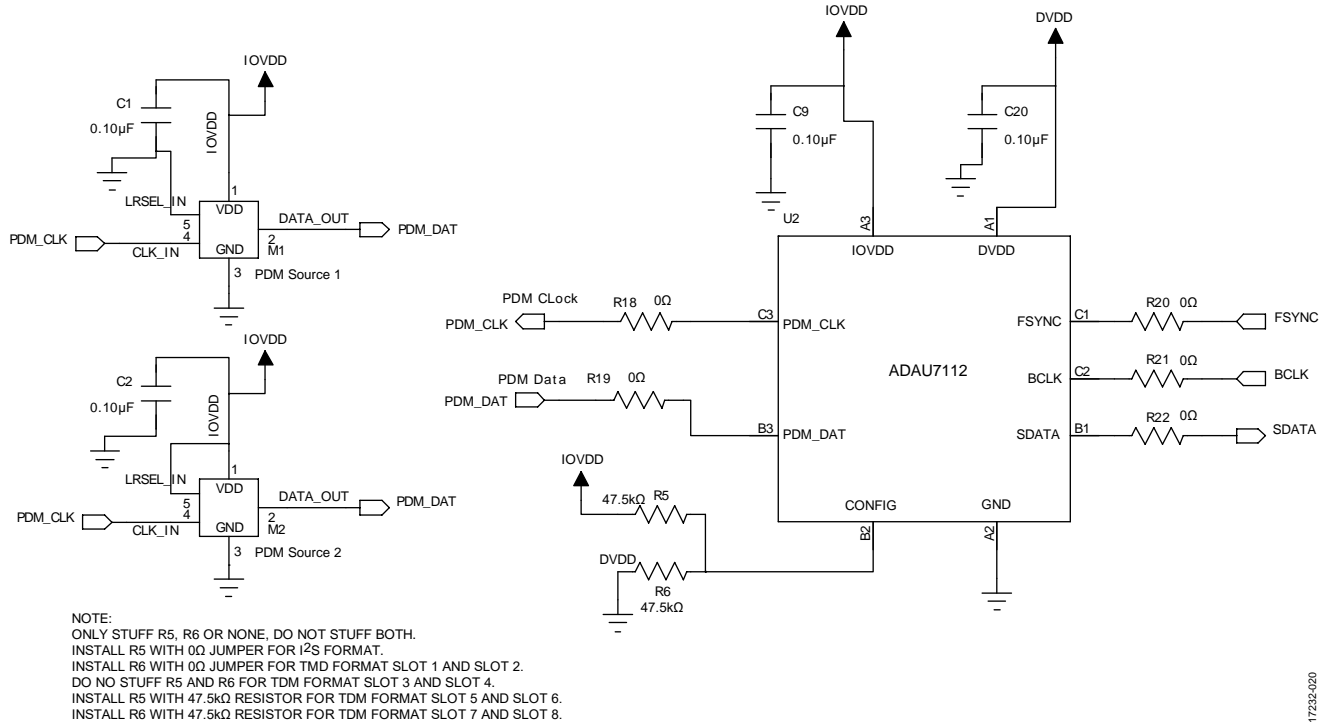 IOVDD
C1
0.10µF
IOVDD
LRSEL_IN
1
VDD
5
4
DATA_OUT
2
M1
PDM_DAT
PDM_CLK
CLK_IN
GND
3
PDM Source 1
IOVDD
C2
0.10µF
IOVDD
LRSEL_IN
1
VDD
5
4
DATA_OUT
2
M2
PDM_DAT
PDM_CLK
CLK_IN
GND
3
PDM Source 2
IOVDD
DVDD
C9
0.10µF
C20
0.10µF
U2
A3
A1
IOVDD
DVDD
PDM CLock
R18 0Ω
PDM_CLK
C3
PDM_CLK
PDM Data
R19 0Ω
PDM_DAT
B3
PDM_DAT
ADAU7112
FSYNC
C1
R20 0Ω
FSYNC
BCLK
C2
R21 0Ω
BCLK
SDATA
B1
R22 0Ω
SDATA
IOVDD
47.5kΩ R5
DVDD
R6
47.5kΩ
CONFIG
GND
B2
A2
NOTE:
ONLY STUFF R5, R6 OR NONE, DO NOT STUFF BOTH.
INSTALL R5 WITH 0Ω JUMPER FOR I²S FORMAT.
INSTALL R6 WITH 0Ω JUMPER FOR TMD FORMAT SLOT 1 AND SLOT 2.
DO NO STUFF R5 AND R6 FOR TDM FORMAT SLOT 3 AND SLOT 4.
INSTALL R5 WITH 47.5kΩ RESISTOR FOR TDM FORMAT SLOT 5 AND SLOT 6.
INSTALL R6 WITH 47.5kΩ RESISTOR FOR TDM FORMAT SLOT 7 AND SLOT 8.
17232-020